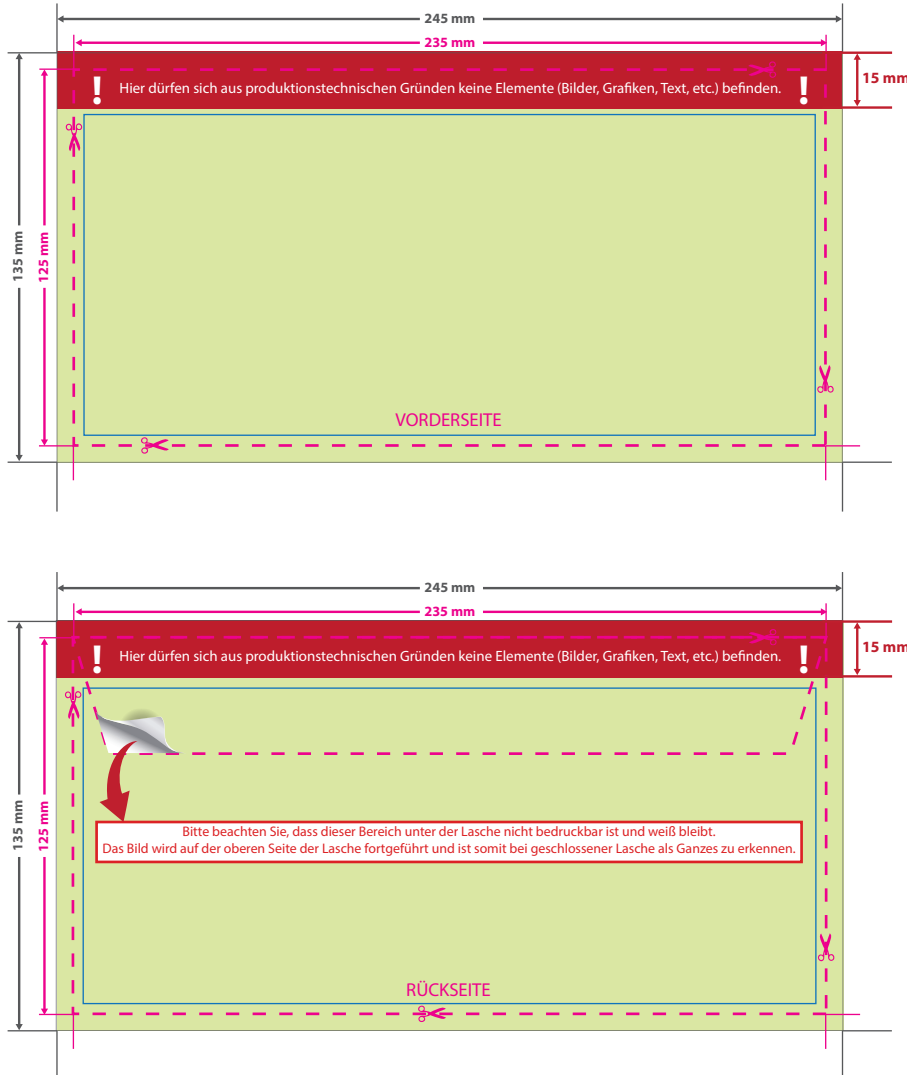 245 mm
235 mm
15 mm
! Hier dürfen sich aus produktionstechnischen Gründen keine Elemente (Bilder, Grafiken, Text, etc.) befinden. !
135 mm
125 mm
VORDERSEITE
245 mm
235 mm
15 mm
! Hier dürfen sich aus produktionstechnischen Gründen keine Elemente (Bilder, Grafiken, Text, etc.) befinden. !
135 mm
125 mm
Bitte beachten Sie, dass dieser Bereich unter der Lasche nicht bedruckbar ist und weiß bleibt.
Das Bild wird auf der oberen Seite der Lasche fortgeführt und ist somit bei geschlossener Lasche als Ganzes zu erkennen.
RÜCKSEITE